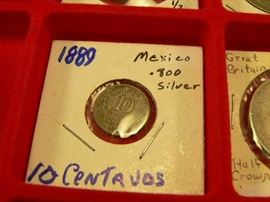 1889
Mexico
.800
Silver
10
10 CENTAVOS
Great
Britain
Half
Crown